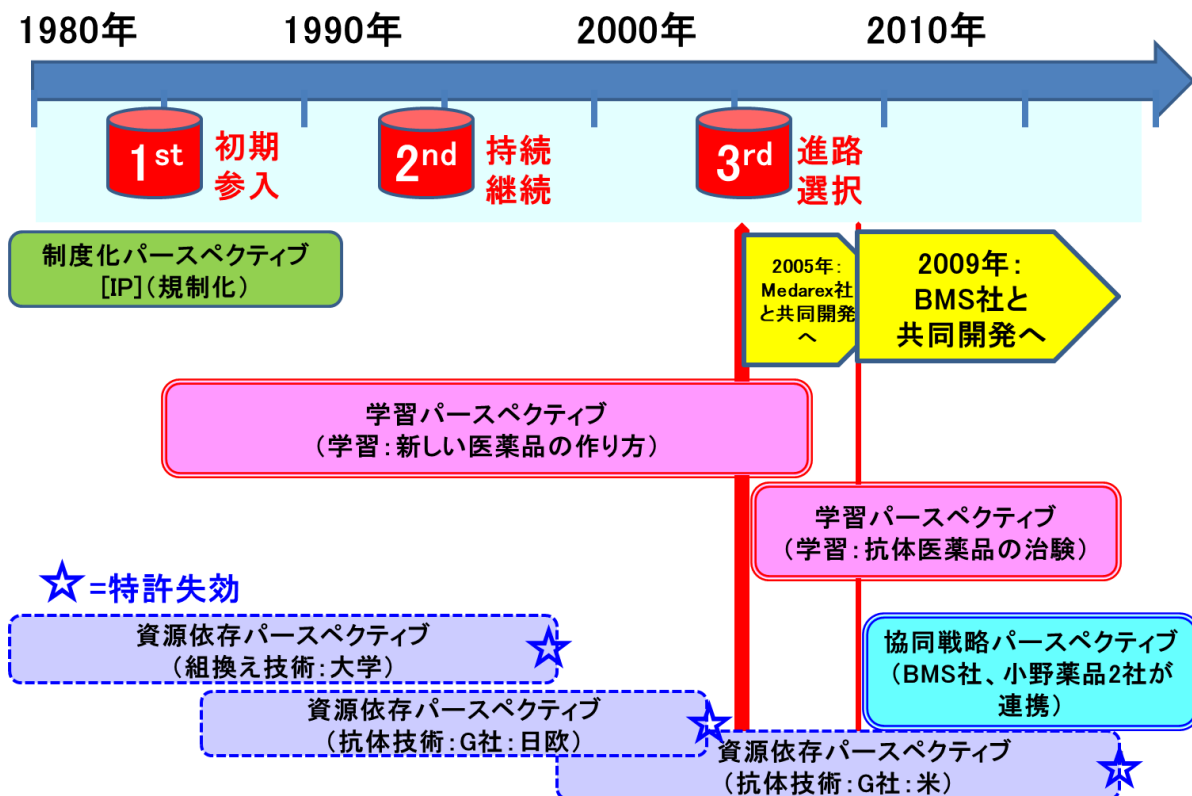 1980年
1990年
2000年
2010年
1st
初期
参入
2nd
持続
継続
3rd
進路
選択
制度化パースペクティブ
[IP](規制化)
2005年:
Medarex社
と共同開発
へ
2009年:
BMS社と
共同開発へ
学習パースペクティブ
(学習:新しい医薬品の作り方)
学習パースペクティブ
(学習:抗体医薬品の治験)
☆=特許失効
資源依存パースペクティブ
(組換え技術:大学)
協同戦略パースペクティブ
(BMS社、小野薬品2社が
連携)
資源依存パースペクティブ
(抗体技術:G社:日欧)
資源依存パースペクティブ
(抗体技術:G社:米)